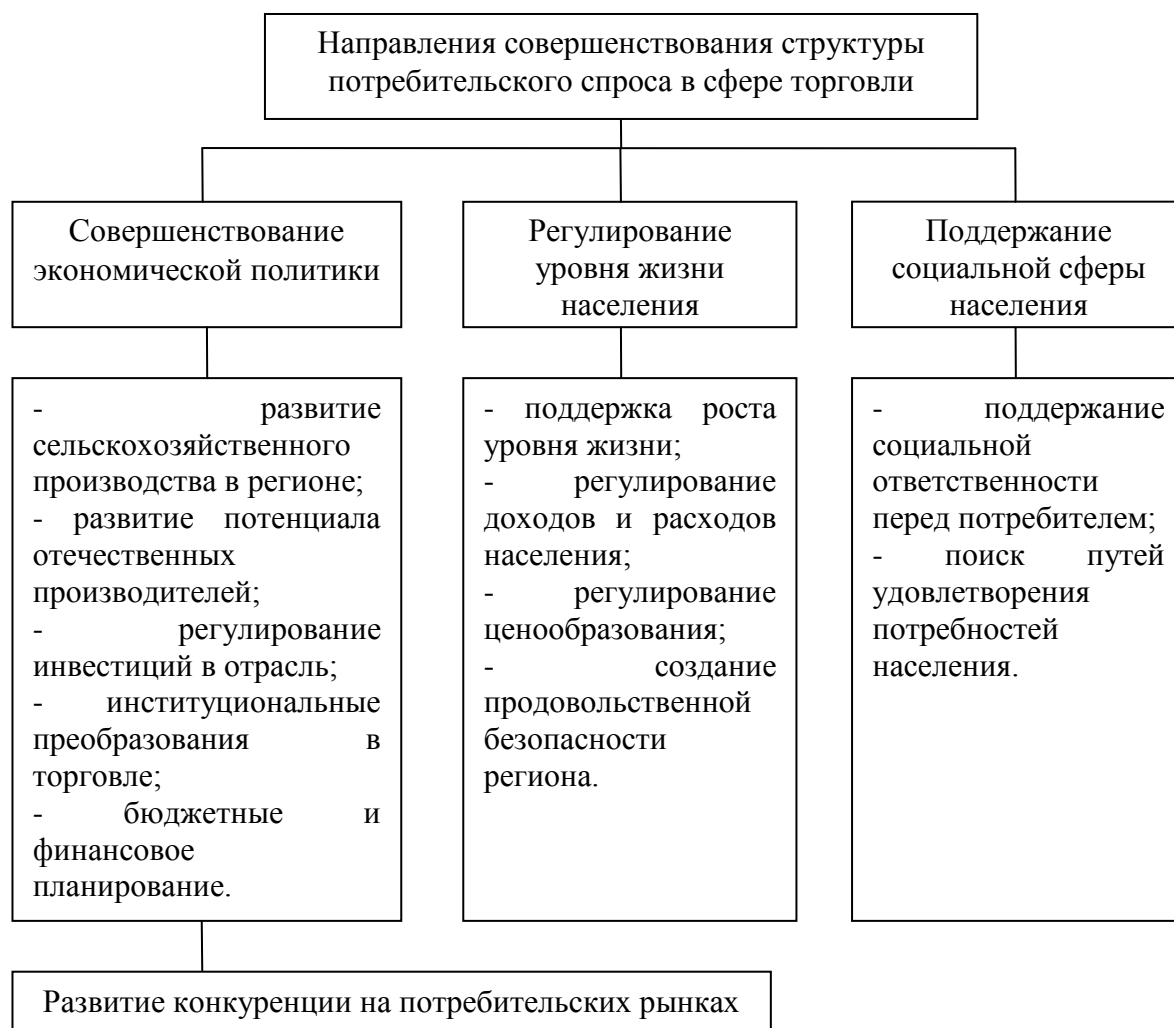 Направления совершенствования структуры
потребительского спроса в сфере торговли
Совершенствование
экономической политики
Регулирование
уровня жизни
населения
Поддержание
социальной сферы
населения
- развитие
сельскохозяйственного
производства в регионе;
- развитие потенциала
отечественных
производителей;
- регулирование
инвестиций в отрасль;
- институциональные
преобразования в
торговле;
- бюджетные и
финансовое
планирование.
- поддержка роста
уровня жизни;
- регулирование
доходов и расходов
населения;
- регулирование
ценообразования;
- создание
продовольственной
безопасности
региона.
- поддержание
социальной
ответственности
перед потребителем;
- поиск путей
удовлетворения
потребностей
населения.
Развитие конкуренции на потребительских рынках